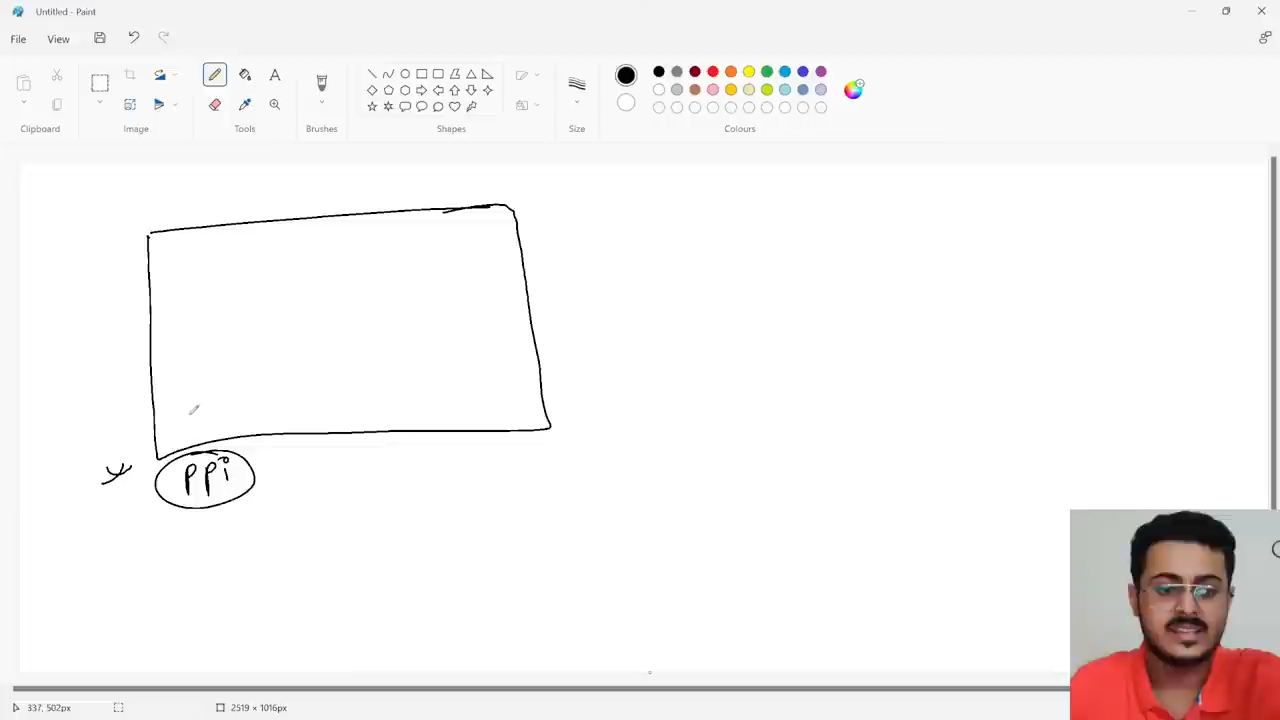 Untitled - Paint
File View
Clipboard Image Tools Brushes Shapes Size Colours
ppi
337, 502px 2519 × 1016px